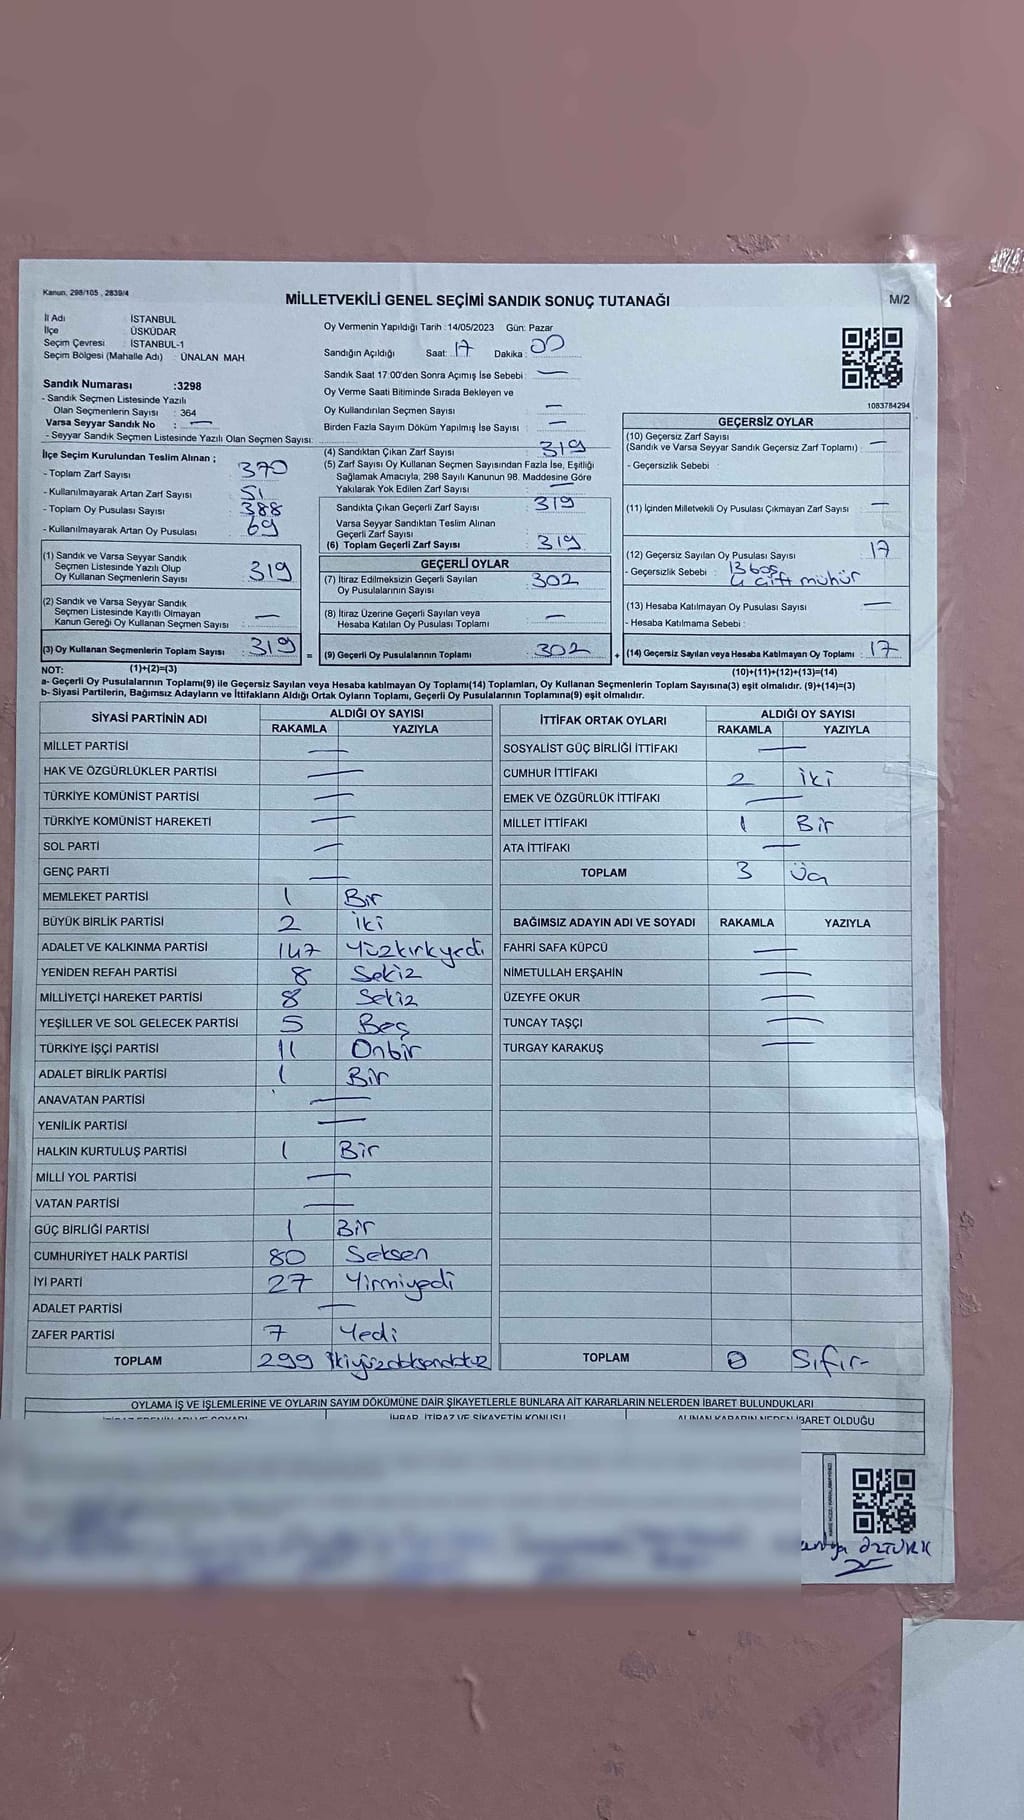 Kanun, 298/105 , 2839/4
MİLLETVEKİLİ GENEL SEÇİMİ SANDIK SONUÇ TUTANAĞI
M/2
İl Adı İSTANBUL
İlçe ÜSKÜDAR
Seçim Çevresi : İSTANBUL-1
Seçim Bölgesi (Mahalle Adı) : ÜNALAN MAH
Oy Vermenin Yapıldığı Tarih : 14/05/2023 Gün: Pazar
Sandığın Açıldığı Saat: 17 Dakika : 00
Sandık Saat 17:00'den Sonra Açımış İse Sebebi : —
Oy Verme Saati Bitiminde Sırada Bekleyen ve
Oy Kullandırılan Seçmen Sayısı —
Birden Fazla Sayım Döküm Yapılmış İse Sayısı : —
1083784294
Sandık Numarası :3298
- Sandık Seçmen Listesinde Yazılı
Olan Seçmenlerin Sayısı : 364
Varsa Seyyar Sandık No : —
- Seyyar Sandık Seçmen Listesinde Yazılı Olan Seçmen Sayısı:
İlçe Seçim Kurulundan Teslim Alınan ;
- Toplam Zarf Sayısı 370
- Kullanılmayarak Artan Zarf Sayısı 51
- Toplam Oy Pusulası Sayısı 388
- Kullanılmayarak Artan Oy Pusulası 69
(4) Sandıktan Çıkan Zarf Sayısı 319
(5) Zarf Sayısı Oy Kullanan Seçmen Sayısından Fazla İse, Eşitliği
Sağlamak Amacıyla, 298 Sayılı Kanunun 98. Maddesine Göre
Yakılarak Yok Edilen Zarf Sayısı —
Sandıkta Çıkan Geçerli Zarf Sayısı 319
Varsa Seyyar Sandıktan Teslim Alınan
Geçerli Zarf Sayısı
(6) Toplam Geçerli Zarf Sayısı 319
GEÇERSİZ OYLAR
(10) Geçersiz Zarf Sayısı
(Sandık ve Varsa Seyyar Sandık Geçersiz Zarf Toplamı) : —
- Geçersizlik Sebebi :
(11) İçinden Milletvekili Oy Pusulası Çıkmayan Zarf Sayısı —
(12) Geçersiz Sayılan Oy Pusulası Sayısı 17
- Geçersizlik Sebebi : 13 boş
4 çift mühür
(13) Hesaba Katılmayan Oy Pusulası Sayısı —
- Hesaba Katılmama Sebebi :
(1) Sandık ve Varsa Seyyar Sandık
Seçmen Listesinde Yazılı Olup
Oy Kullanan Seçmenlerin Sayısı 319
(2) Sandık ve Varsa Seyyar Sandık
Seçmen Listesinde Kayıtlı Olmayan
Kanun Gereği Oy Kullanan Seçmen Sayısı —
GEÇERLİ OYLAR
(7) İtiraz Edilmeksizin Geçerli Sayılan
Oy Pusulalarının Sayısı 302
(8) İtiraz Üzerine Geçerli Sayılan veya
Hesaba Katılan Oy Pusulası Toplamı —
(3) Oy Kullanan Seçmenlerin Toplam Sayısı : 319 = (9) Geçerli Oy Pusulalarının Toplamı 302 + (14) Geçersiz Sayılan veya Hesaba Katılmayan Oy Toplamı : 17
NOT: (1)+(2)=(3) (10)+(11)+(12)+(13)=(14)
a- Geçerli Oy Pusulalarının Toplamı(9) ile Geçersiz Sayılan veya Hesaba katılmayan Oy Toplamı(14) Toplamları, Oy Kullanan Seçmenlerin Toplam Sayısına(3) eşit olmalıdır. (9)+(14)=(3)
b- Siyasi Partilerin, Bağımsız Adayların ve İttifakların Aldığı Ortak Oyların Toplamı, Geçerli Oy Pusulalarının Toplamına(9) eşit olmalıdır.
SİYASİ PARTİNİN ADI ALDIĞI OY SAYISI
RAKAMLA YAZIYLA
MİLLET PARTİSİ —
HAK VE ÖZGÜRLÜKLER PARTİSİ —
TÜRKİYE KOMÜNİST PARTİSİ —
TÜRKİYE KOMÜNİST HAREKETİ —
SOL PARTİ —
GENÇ PARTİ —
MEMLEKET PARTİSİ 1 Bir
BÜYÜK BİRLİK PARTİSİ 2 İki
ADALET VE KALKINMA PARTİSİ 147 Yüzkırkyedi
YENİDEN REFAH PARTİSİ 8 Sekiz
MİLLİYETÇİ HAREKET PARTİSİ 8 Sekiz
YEŞİLLER VE SOL GELECEK PARTİSİ 5 Beş
TÜRKİYE İŞÇİ PARTİSİ 11 Onbir
ADALET BİRLİK PARTİSİ 1 Bir
ANAVATAN PARTİSİ —
YENİLİK PARTİSİ —
HALKIN KURTULUŞ PARTİSİ 1 Bir
MİLLİ YOL PARTİSİ —
VATAN PARTİSİ —
GÜÇ BİRLİĞİ PARTİSİ 1 Bir
CUMHURİYET HALK PARTİSİ 80 Seksen
İYİ PARTİ 27 Yirmiyedi
ADALET PARTİSİ —
ZAFER PARTİSİ 7 Yedi
TOPLAM 299
İTTİFAK ORTAK OYLARI ALDIĞI OY SAYISI
RAKAMLA YAZIYLA
SOSYALİST GÜÇ BİRLİĞİ İTTİFAKI —
CUMHUR İTTİFAKI 2 İki
EMEK VE ÖZGÜRLÜK İTTİFAKI —
MİLLET İTTİFAKI 1 Bir
ATA İTTİFAKI —
TOPLAM 3 Üç
BAĞIMSIZ ADAYIN ADI VE SOYADI RAKAMLA YAZIYLA
FAHRİ SAFA KÜPCÜ —
NİMETULLAH ERŞAHİN —
ÜZEYFE OKUR —
TUNCAY TAŞÇI —
TURGAY KARAKUŞ —
TOPLAM 0 Sıfır
OYLAMA İŞ VE İŞLEMLERİNE VE OYLARIN SAYIM DÖKÜMÜNE DAİR ŞİKAYETLERLE BUNLARA AİT KARARLARIN NELERDEN İBARET BULUNDUKLARI
İHBAR, İTİRAZ VE ŞİKAYETİN KONUSU ALINAN KARARIN NEDEN İBARET OLDUĞU
ÖZTÜRK